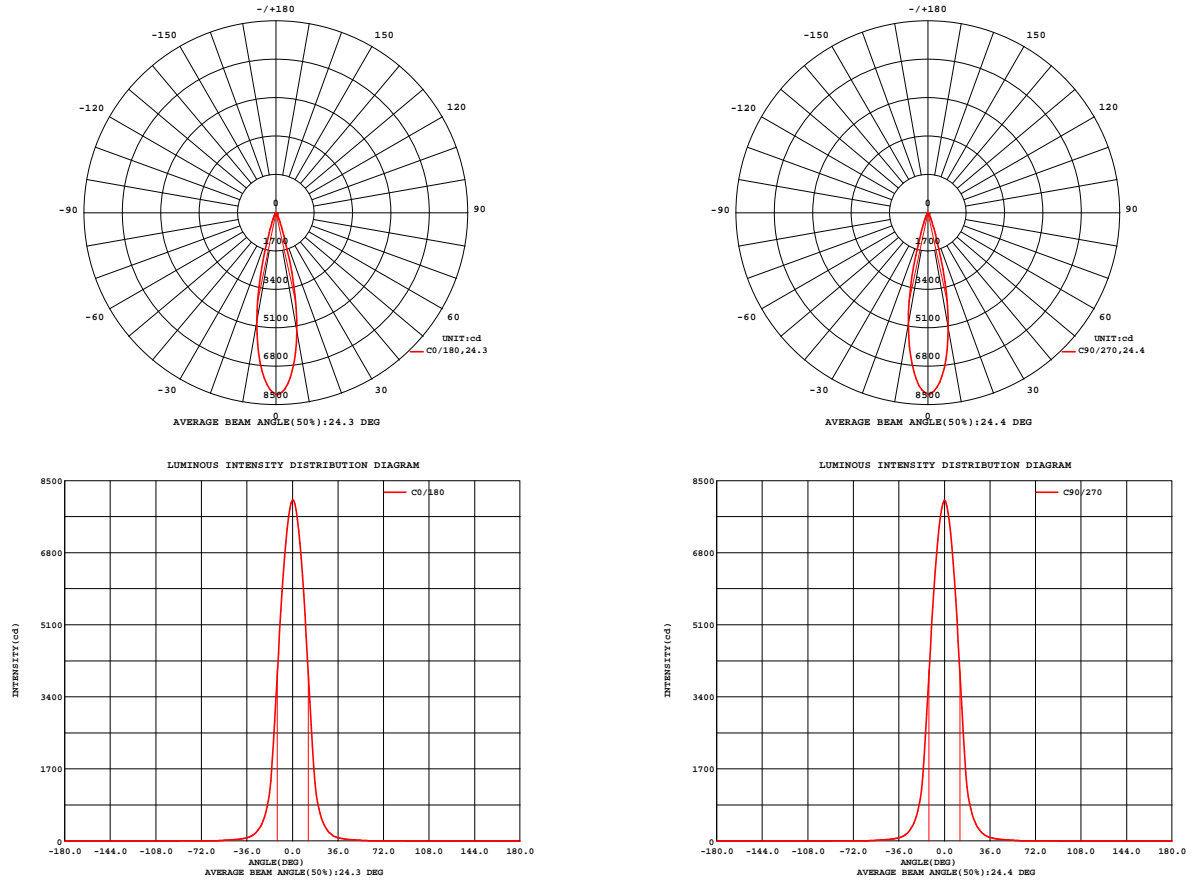 -/+180
-150 150
-120 120
-90 90
-60 60
-30 30
0
0
1700
3400
5100
6800
8500
UNIT:cd
C0/180,24.3
AVERAGE BEAM ANGLE(50%):24.3 DEG
-/+180
-150 150
-120 120
-90 90
-60 60
-30 30
0
0
1700
3400
5100
6800
8500
UNIT:cd
C90/270,24.4
AVERAGE BEAM ANGLE(50%):24.4 DEG
LUMINOUS INTENSITY DISTRIBUTION DIAGRAM
C0/180
8500
6800
5100
3400
1700
0
INTENSITY(cd)
-180.0 -144.0 -108.0 -72.0 -36.0 0.0 36.0 72.0 108.0 144.0 180.0
ANGLE(DEG)
AVERAGE BEAM ANGLE(50%):24.3 DEG
LUMINOUS INTENSITY DISTRIBUTION DIAGRAM
C90/270
8500
6800
5100
3400
1700
0
INTENSITY(cd)
-180.0 -144.0 -108.0 -72.0 -36.0 0.0 36.0 72.0 108.0 144.0 180.0
ANGLE(DEG)
AVERAGE BEAM ANGLE(50%):24.4 DEG